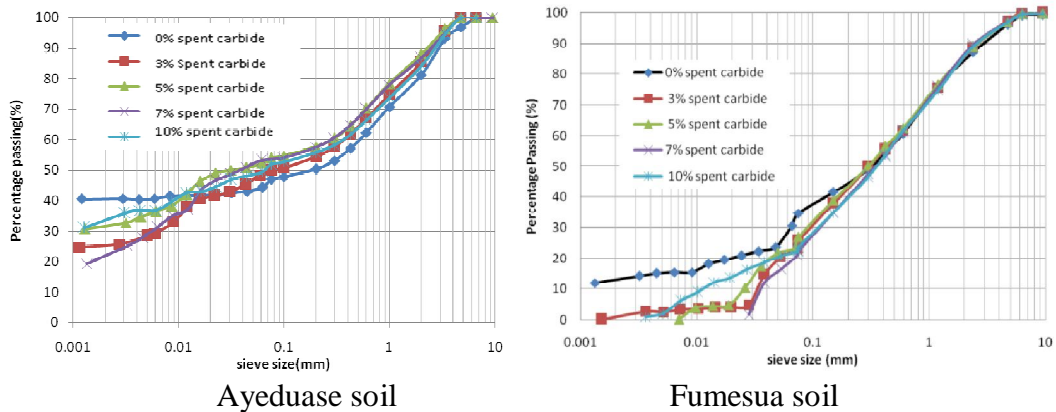 100
90
80
70
60
50
40
30
20
10
0
Percentage passing(%)
0% spent carbide
3% Spent carbide
5% spent carbide
7% spent carbide
10% spent carbide
0.001 0.01 0.1 1 10
sieve size(mm)
Ayeduase soil
100
90
80
70
60
50
40
30
20
10
0
Percentage Passing (%)
0% spent carbide
3% spent carbide
5% spent carbide
7% spent carbide
10% spent carbide
0.001 0.01 0.1 1 10
sieve size (mm)
Fumesua soil